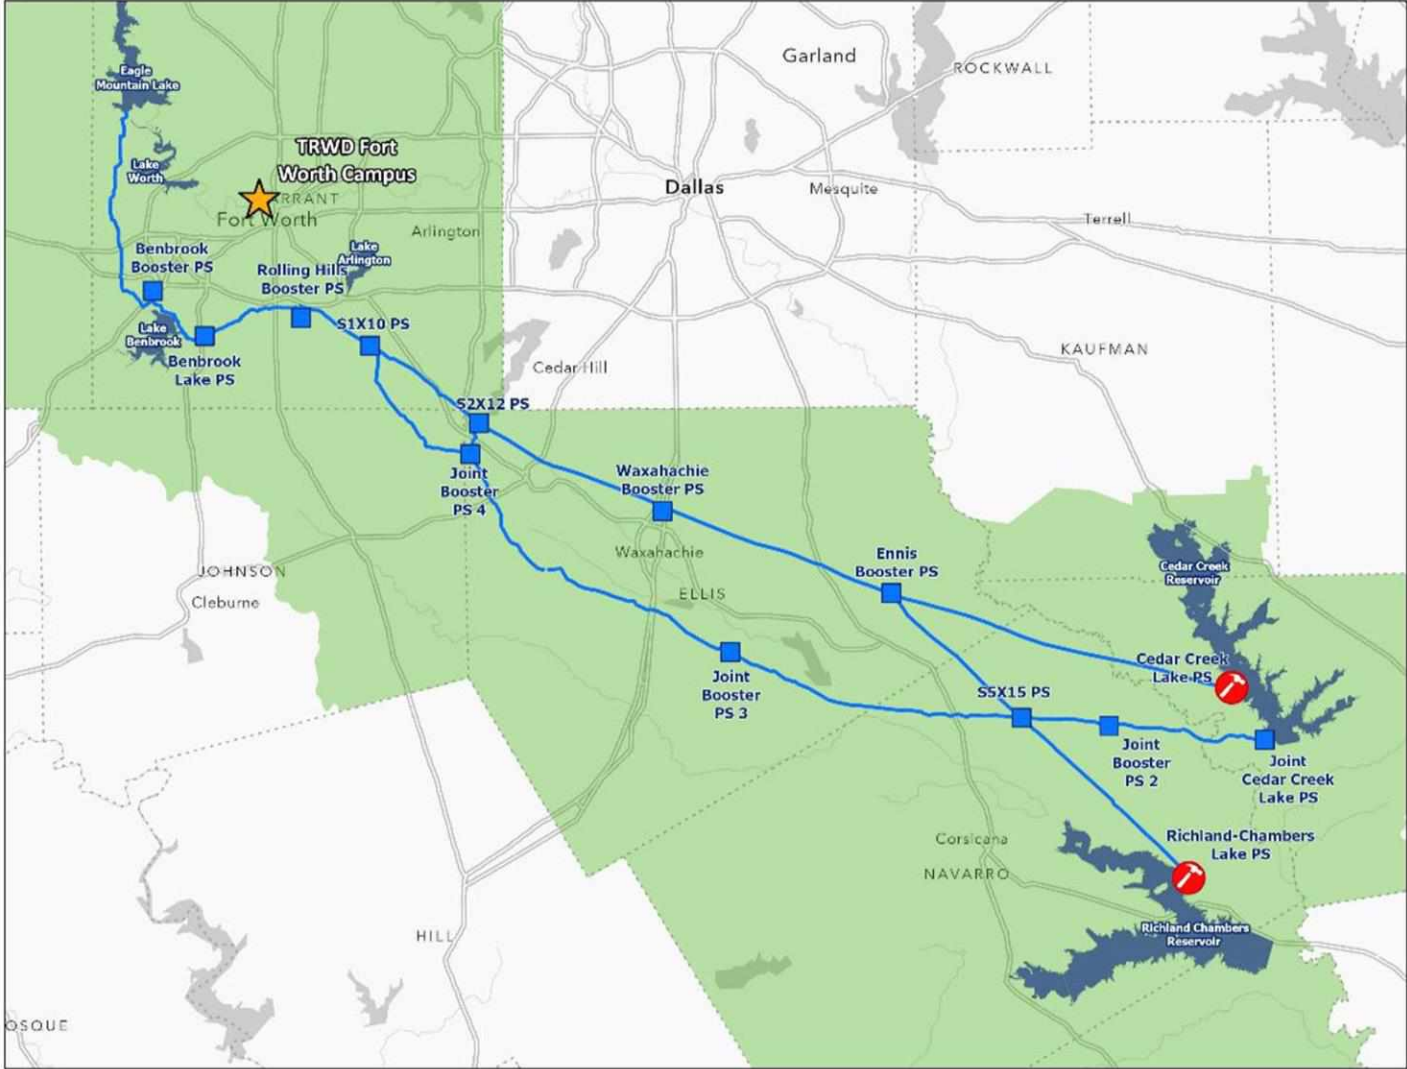 Garland
ROCKWALL
Eagle
Mountain Lake
TRWD Fort
Worth Campus
Lake
Worth
Dallas
Mesquite
ARRANT
Fort Worth
Arlington
Terrell
Benbrook
Booster PS
Rolling Hills
Booster PS
Lake
Arlington
S1X10 PS
Lake
Benbrook
Benbrook
Lake PS
Cedar Hill
KAUFMAN
S2X12 PS
Joint
Booster
PS 4
Waxahachie
Booster PS
Waxahachie
Ennis
Booster PS
Cedar Creek
Reservoir
JOHNSON
Cleburne
ELLIS
Joint
Booster
PS 3
Cedar Creek
Lake PS
S5X15 PS
Joint
Booster
PS 2
Joint
Cedar Creek
Lake PS
Richland-Chambers
Lake PS
Corsicana
NAVARRO
Richland Chambers
Reservoir
HILL
OSQUE